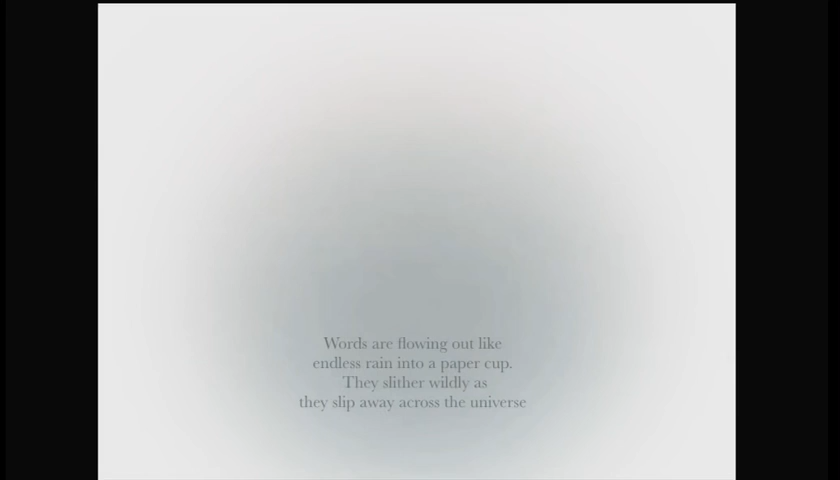 Words are flowing out like
endless rain into a paper cup.
They slither wildly as
they slip away across the universe